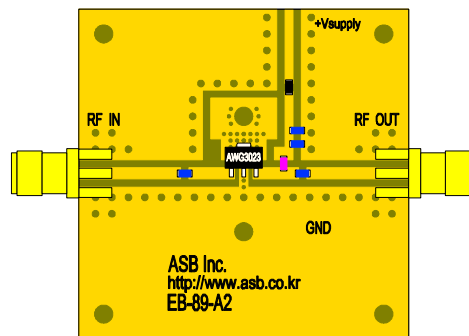 +Vsupply
RF IN
RF OUT
AWG3023
GND
ASB Inc.
http://www.asb.co.kr
EB-89-A2